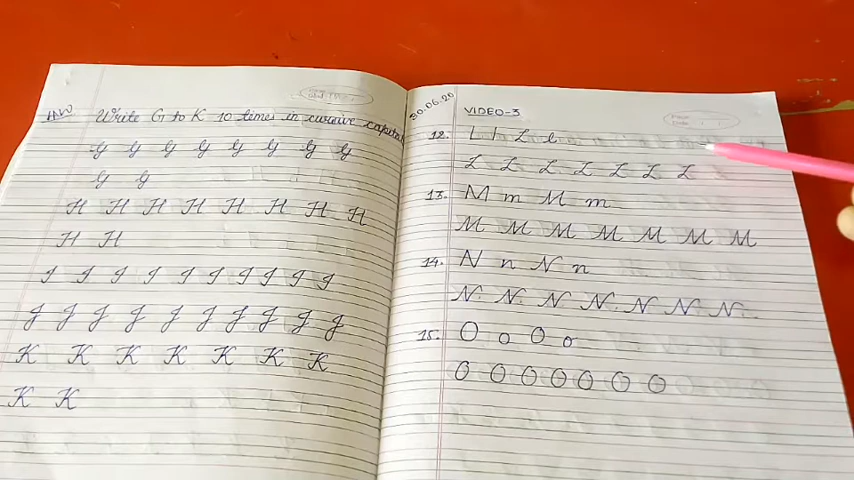 HW Write G to K 10 times in cursive capital
G G G G G G G G
G G
H H H H H H H H
H H
I I I I I I I I I
J J J J J J J J J J
K K K K K K K
K K
30.06.20 VIDEO-3
12. L l L l
L L L L L L L
13. M m M m
M M M M M M M
14. N n N n
N N N N N N N
15. O o O o
O O O O O O O